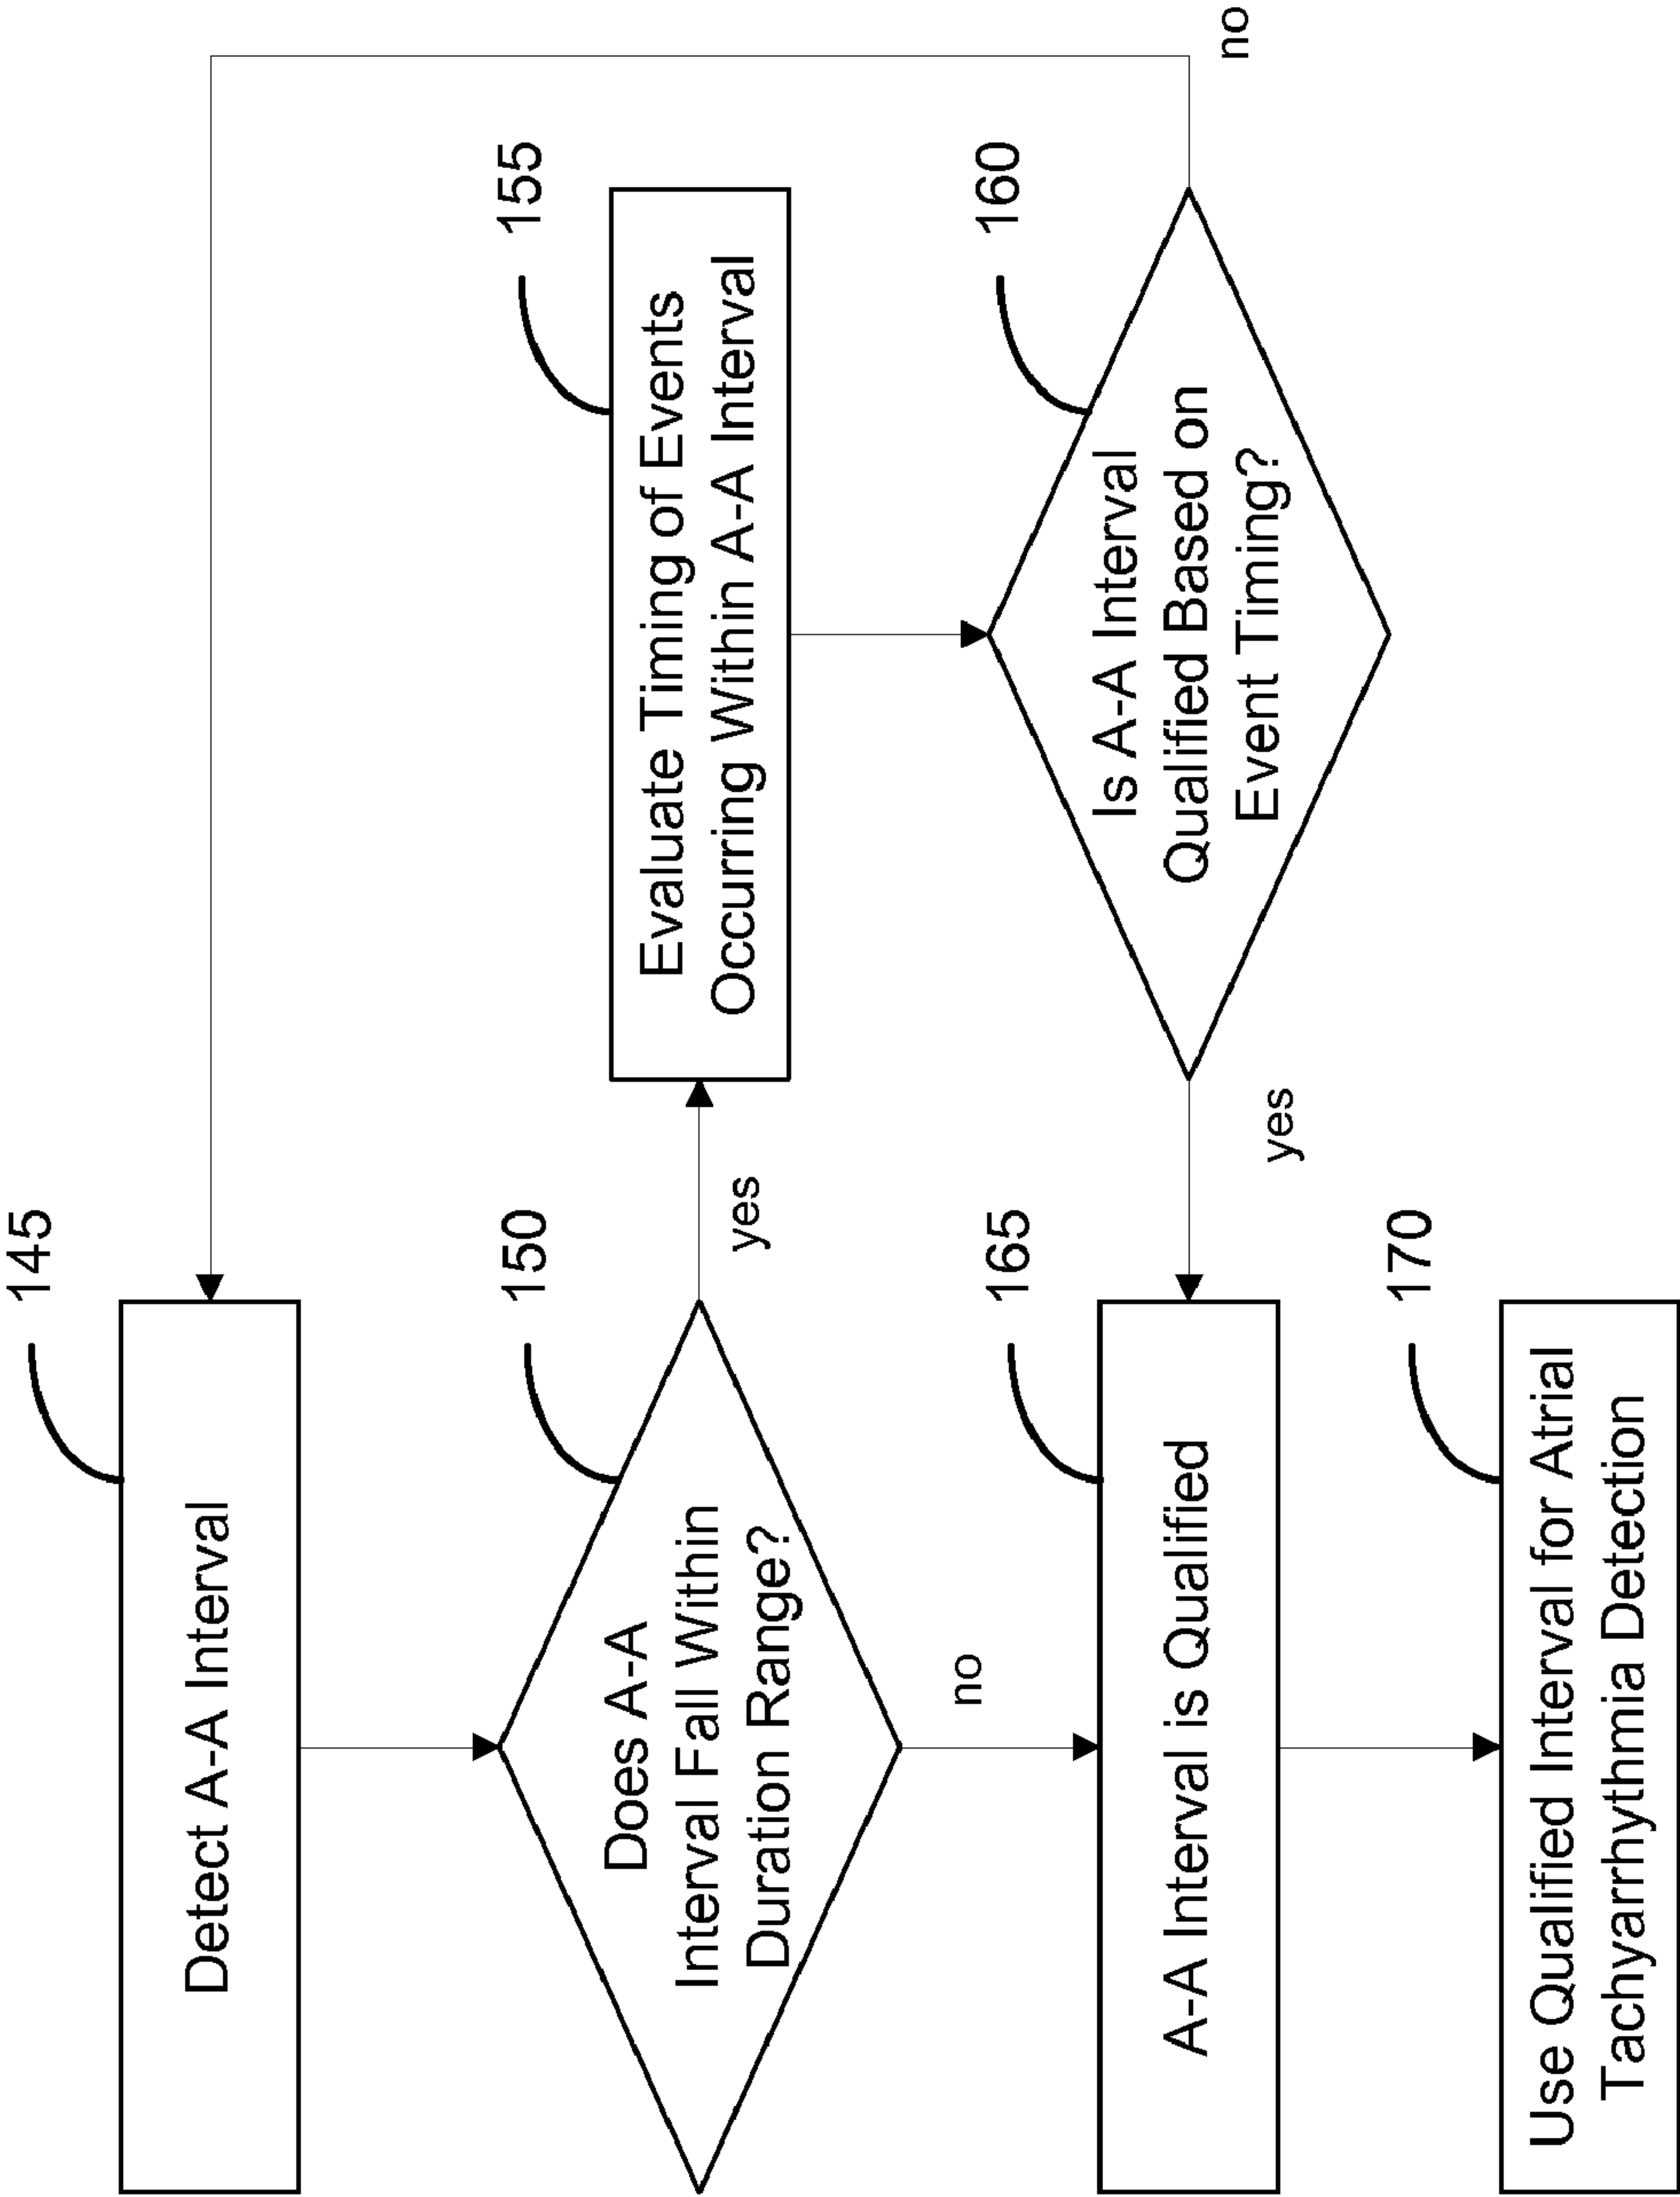 145
Detect A-A Interval
150
Does A-A
Interval Fall Within
Duration Range?
yes
no
155
Evaluate Timing of Events
Occurring Within A-A Interval
160
Is A-A Interval
Qualified Based on
Event Timing?
no
yes
165
A-A Interval is Qualified
170
Use Qualified Interval for Atrial
Tachyarrhythmia Detection